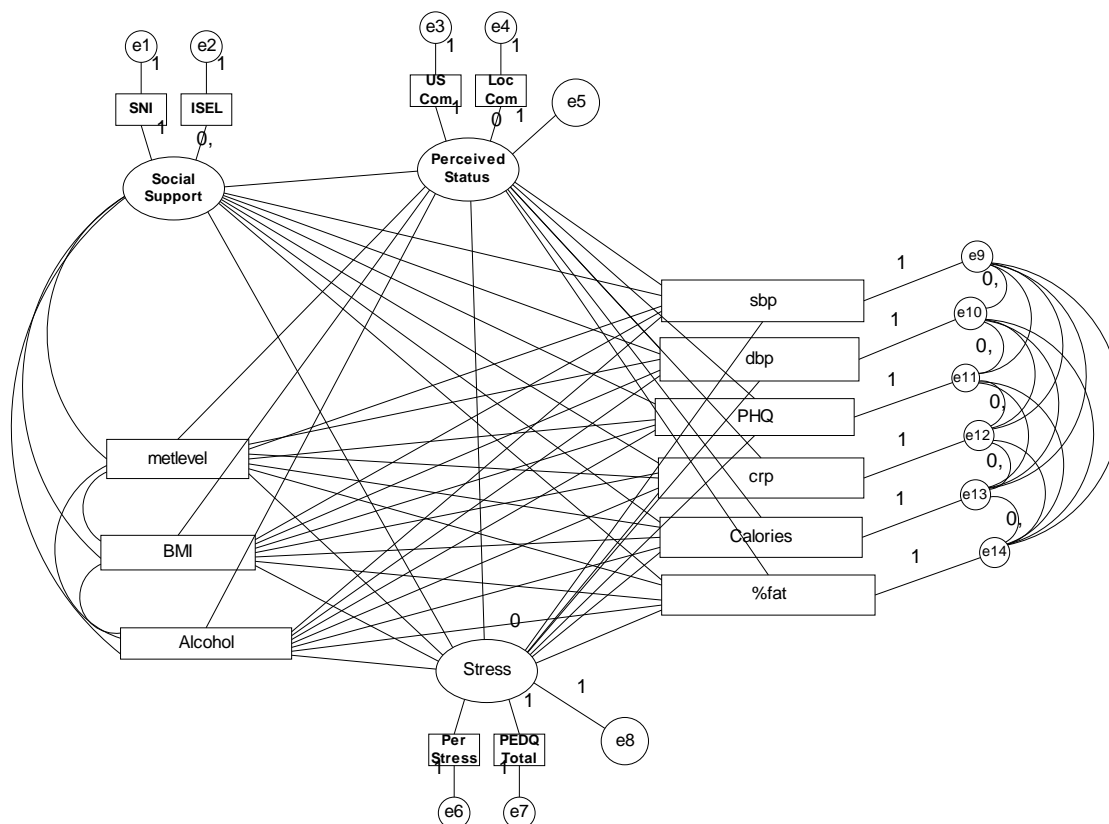 e1
1
e2
1
e3
1
e4
1
SNI
ISEL
US
Com
1
Loc
Com
1
e5
1
0,
0
Social
Support
Perceived
Status
sbp
1
e9
0,
dbp
1
e10
0,
PHQ
1
e11
0,
crp
1
e12
0,
Calories
1
e13
0,
%fat
1
e14
metlevel
BMI
Alcohol
0
Stress
1
1
Per
Stress
1
PEDQ
Total
1
e8
e6
e7